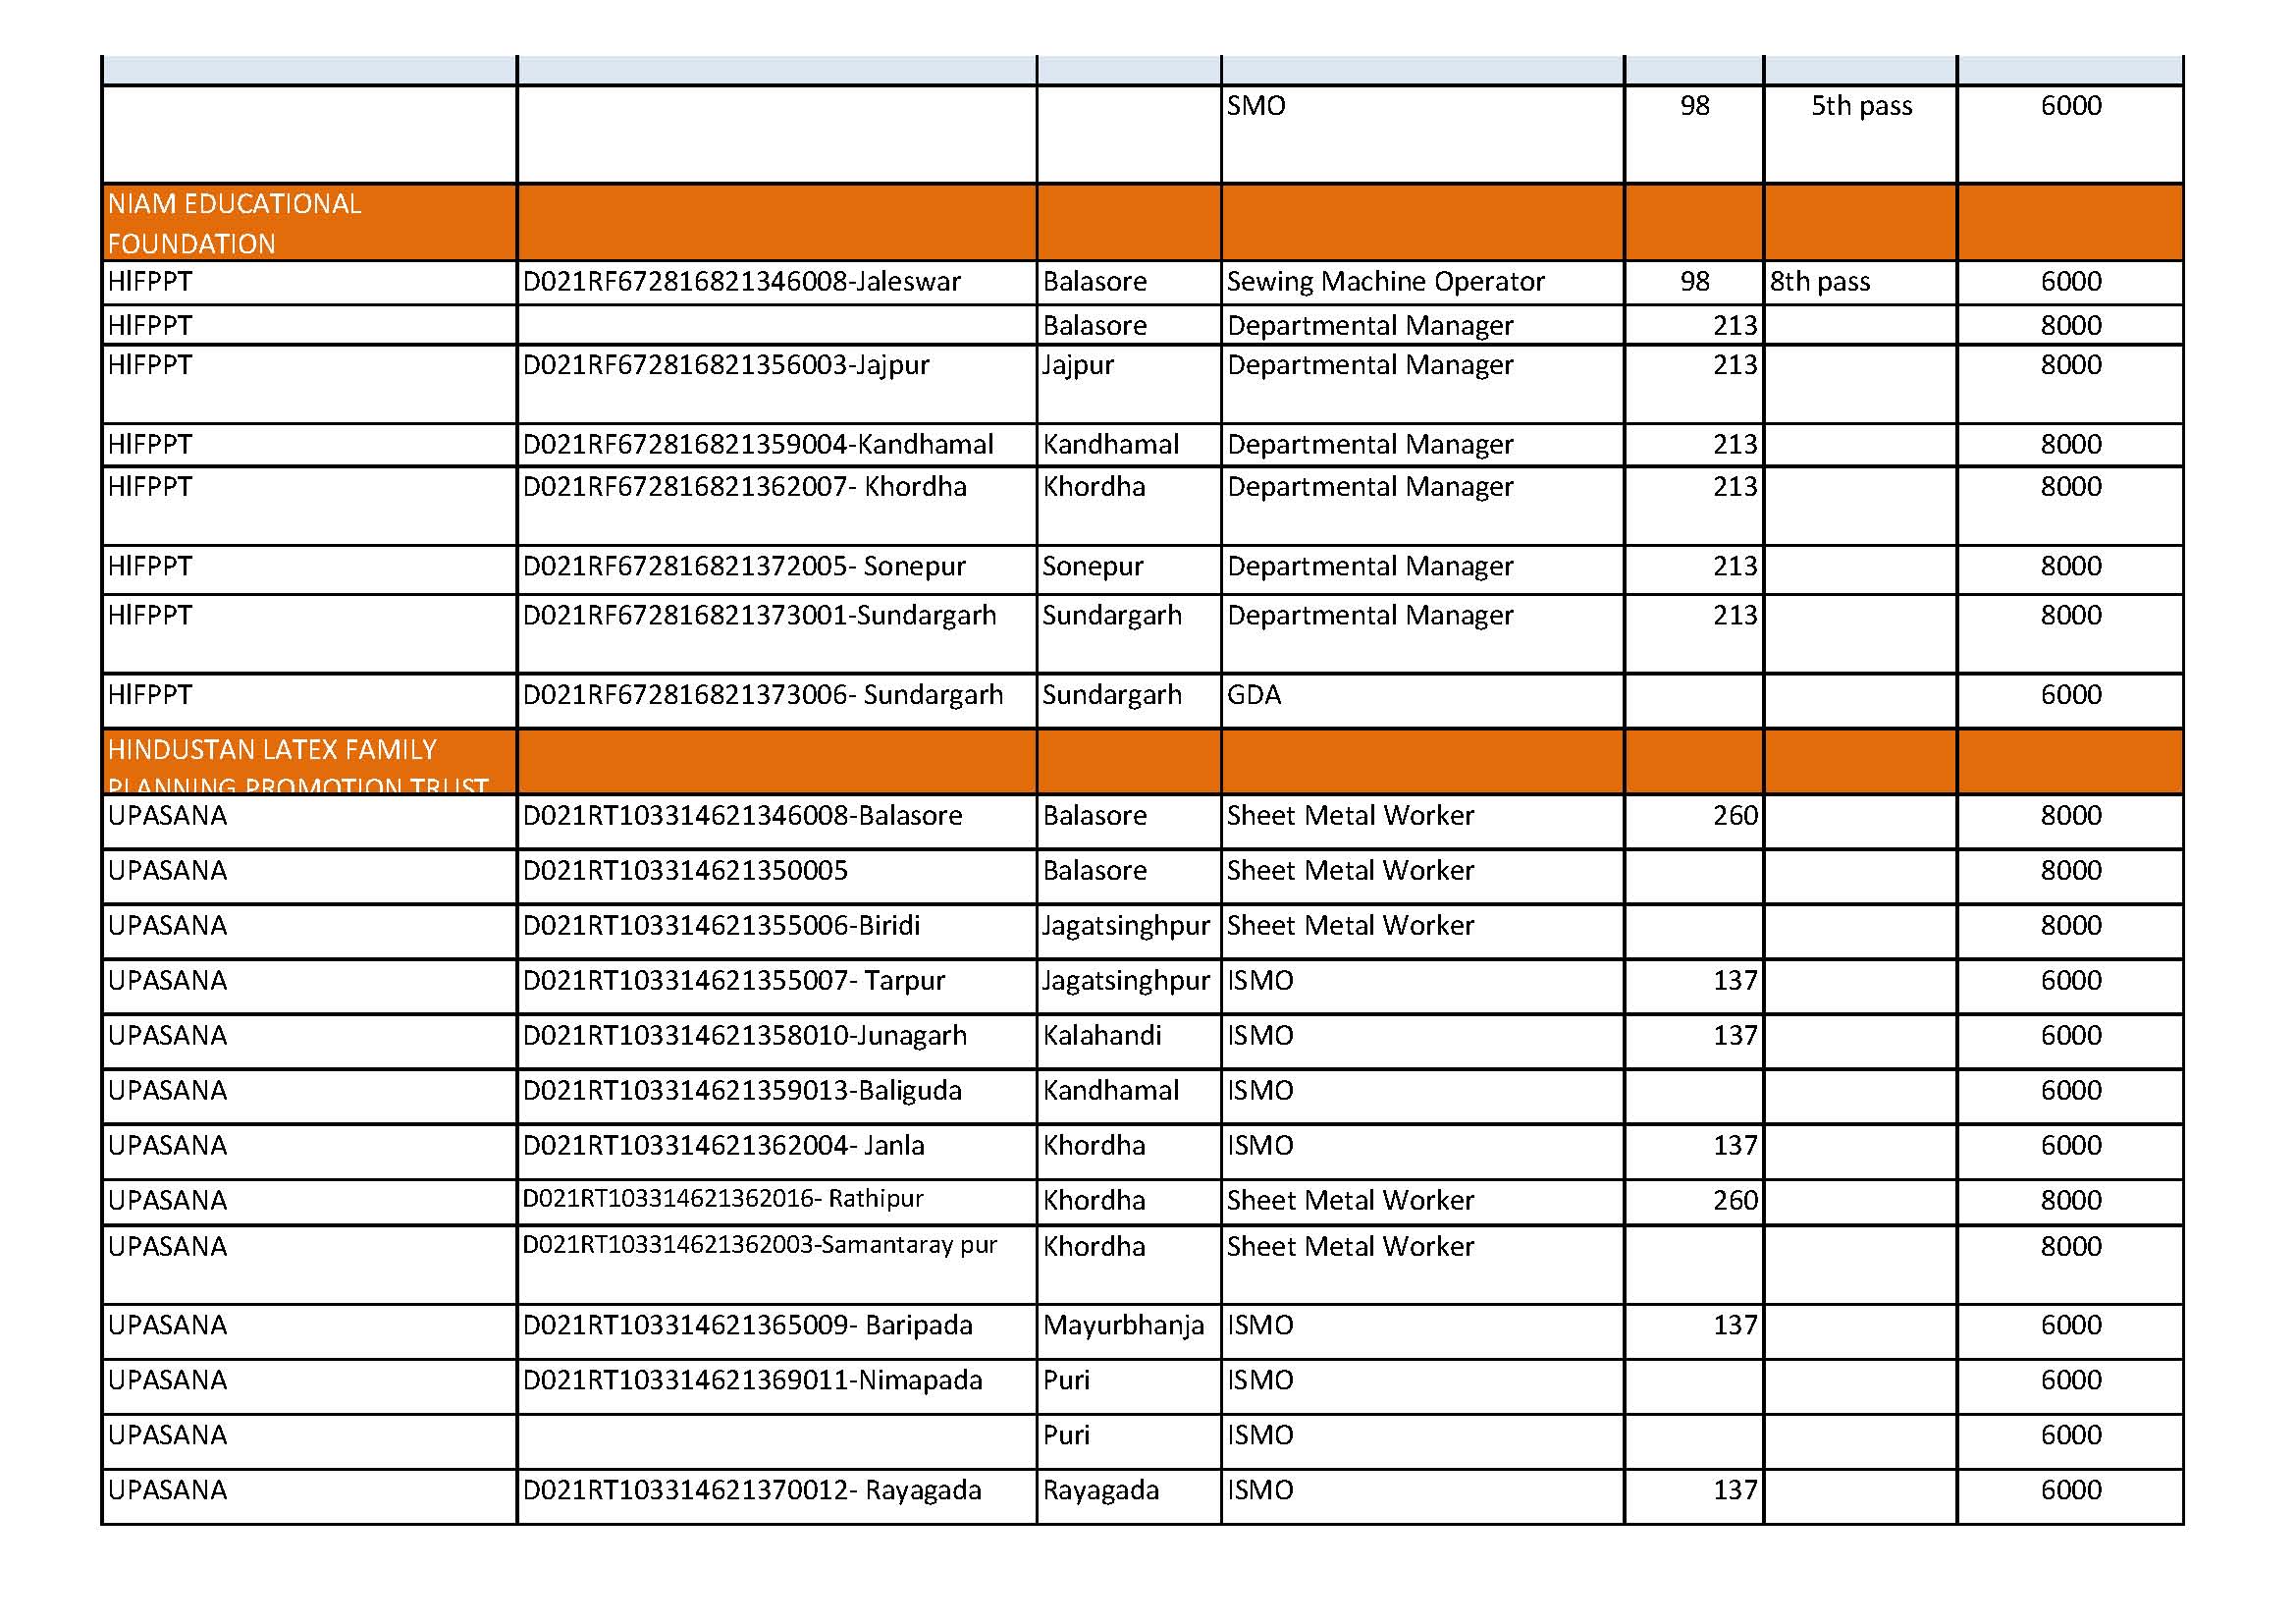 SMO 98 5th pass 6000
NIAM EDUCATIONAL
FOUNDATION
HIFPPT D021RF672816821346008-Jaleswar Balasore Sewing Machine Operator 98 8th pass 6000
HIFPPT Balasore Departmental Manager 213 8000
HIFPPT D021RF672816821356003-Jajpur Jajpur Departmental Manager 213 8000
HIFPPT D021RF672816821359004-Kandhamal Kandhamal Departmental Manager 213 8000
HIFPPT D021RF672816821362007- Khordha Khordha Departmental Manager 213 8000
HIFPPT D021RF672816821372005- Sonepur Sonepur Departmental Manager 213 8000
HIFPPT D021RF672816821373001-Sundargarh Sundargarh Departmental Manager 213 8000
HIFPPT D021RF672816821373006- Sundargarh Sundargarh GDA 6000
HINDUSTAN LATEX FAMILY
PLANNING PROMOTION TRUST
UPASANA D021RT103314621346008-Balasore Balasore Sheet Metal Worker 260 8000
UPASANA D021RT103314621350005 Balasore Sheet Metal Worker 8000
UPASANA D021RT103314621355006-Biridi Jagatsinghpur Sheet Metal Worker 8000
UPASANA D021RT103314621355007- Tarpur Jagatsinghpur ISMO 137 6000
UPASANA D021RT103314621358010-Junagarh Kalahandi ISMO 137 6000
UPASANA D021RT103314621359013-Baliguda Kandhamal ISMO 6000
UPASANA D021RT103314621362004- Janla Khordha ISMO 137 6000
UPASANA D021RT103314621362016- Rathipur Khordha Sheet Metal Worker 260 8000
UPASANA D021RT103314621362003-Samantaray pur Khordha Sheet Metal Worker 8000
UPASANA D021RT103314621365009- Baripada Mayurbhanja ISMO 137 6000
UPASANA D021RT103314621369011-Nimapada Puri ISMO 6000
UPASANA Puri ISMO 6000
UPASANA D021RT103314621370012- Rayagada Rayagada ISMO 137 6000